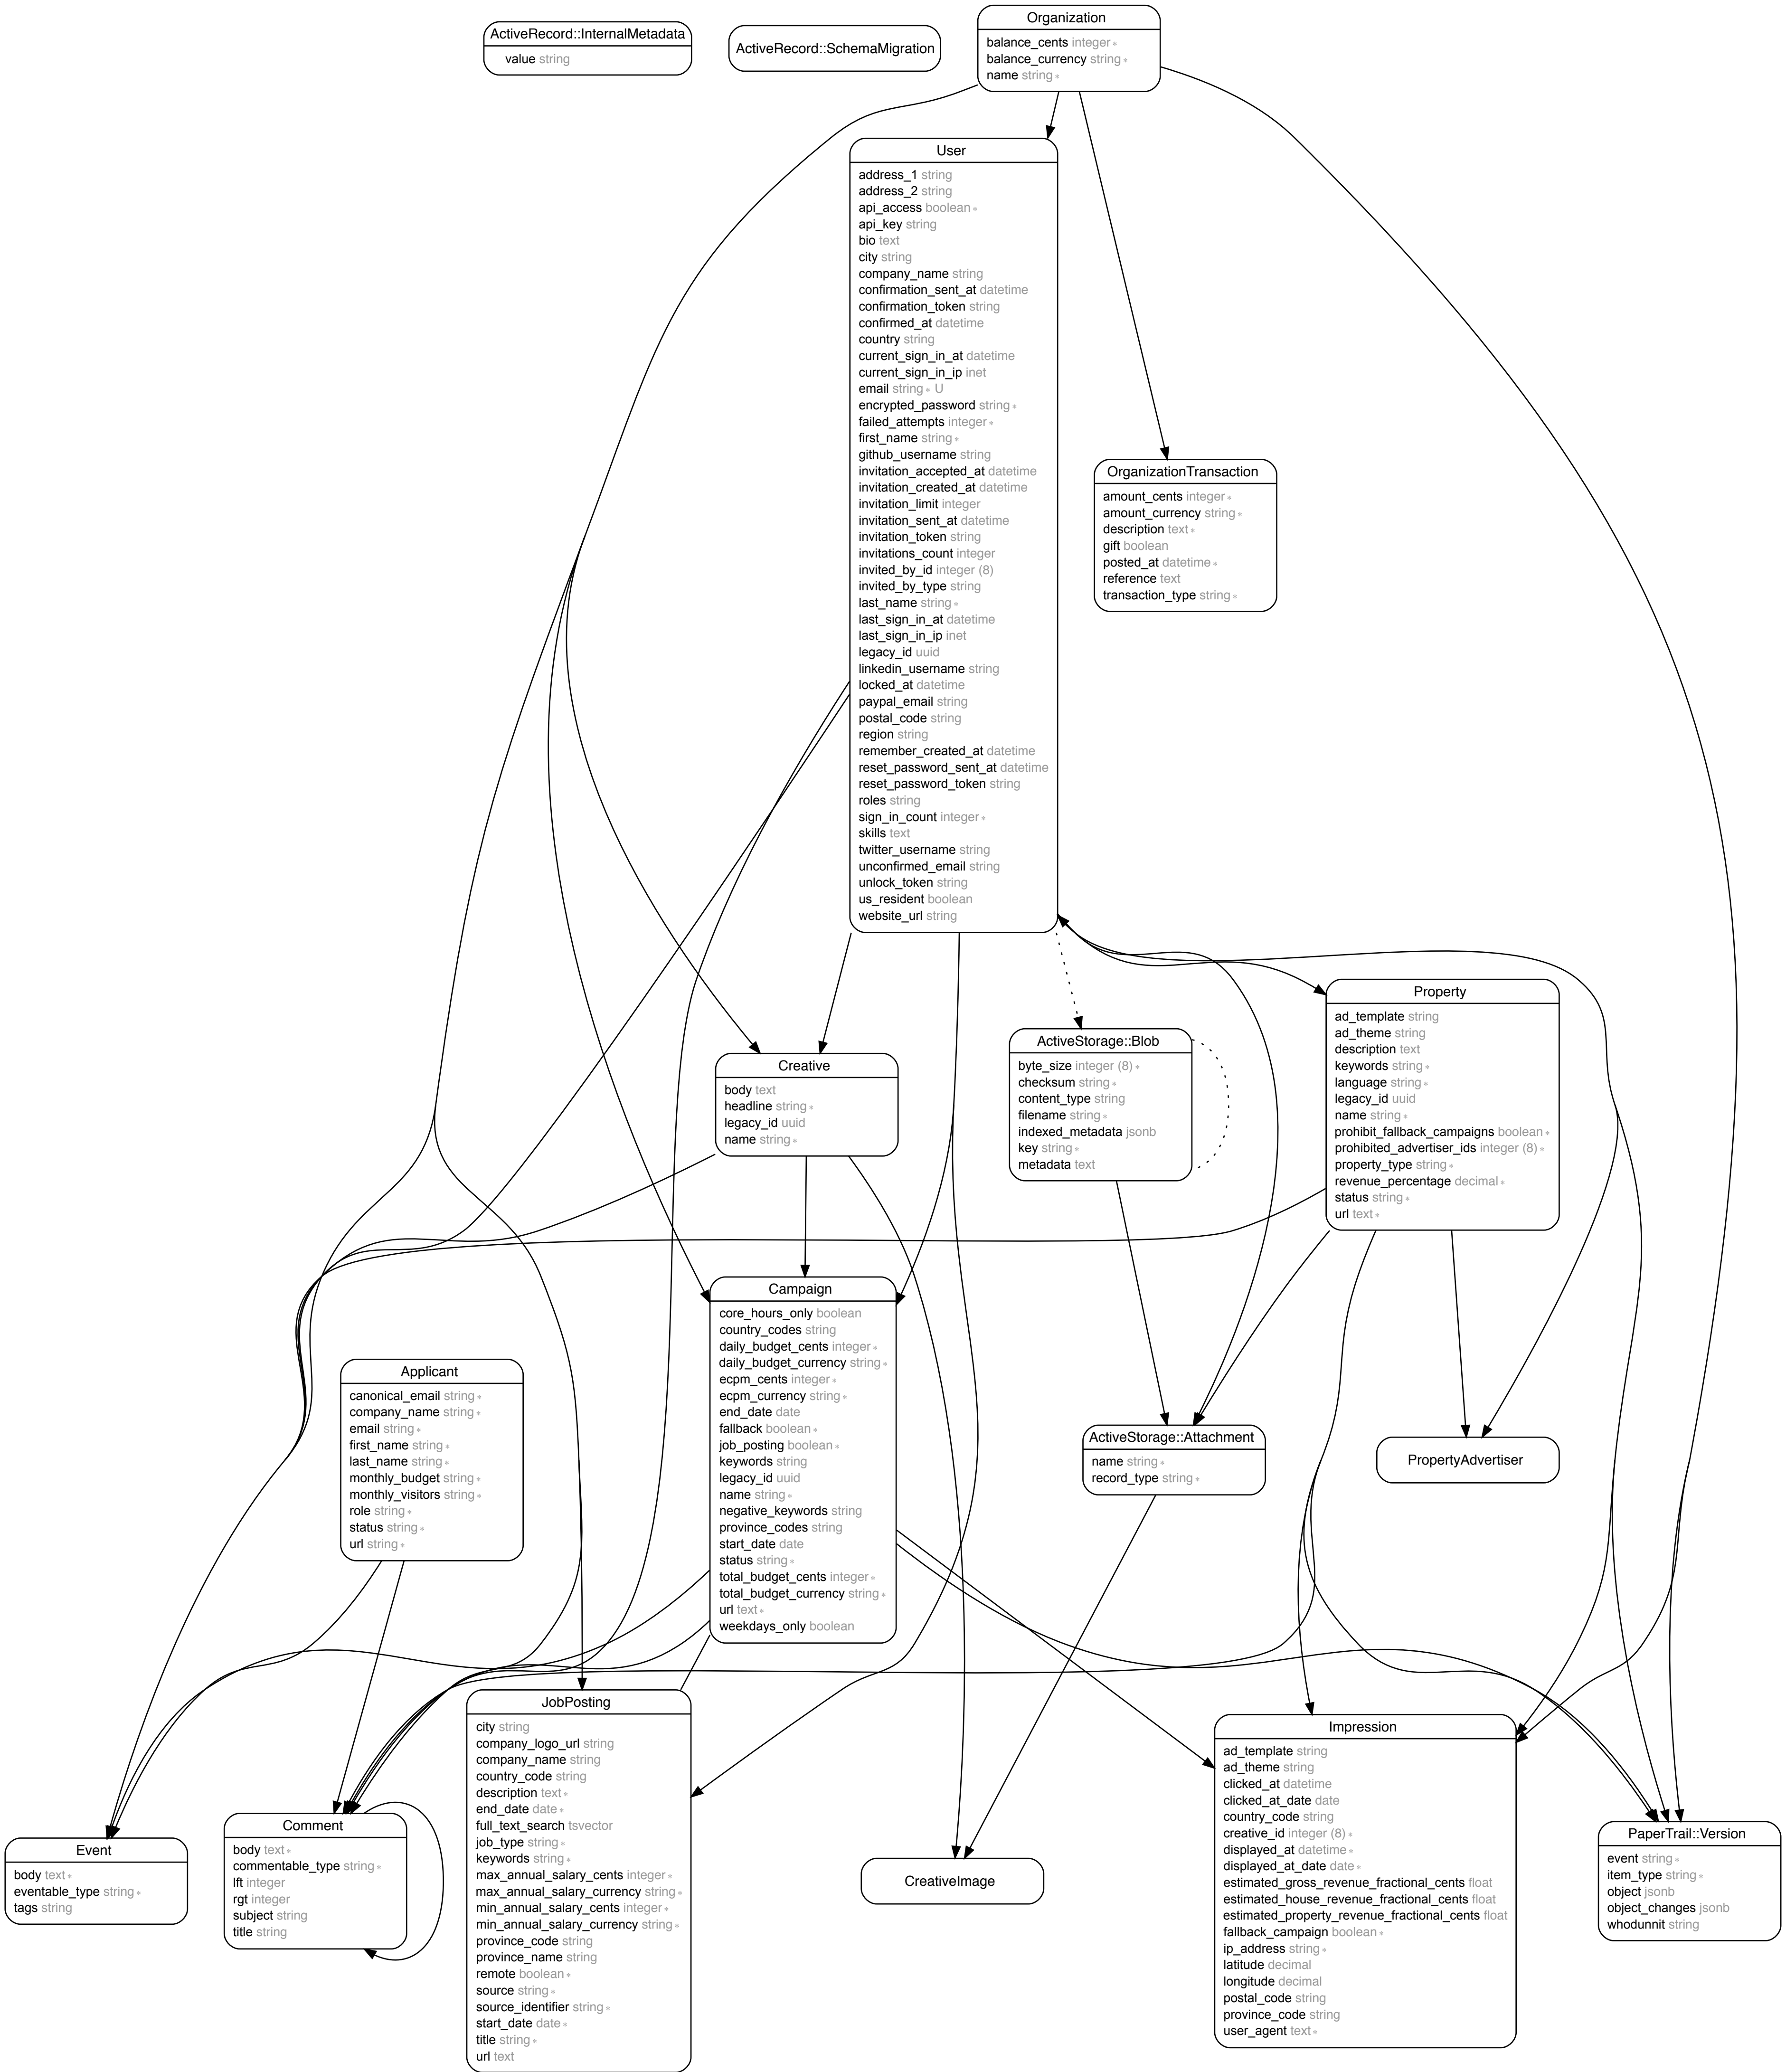 ActiveRecord::InternalMetadata
value string
ActiveRecord::SchemaMigration
Organization
balance_cents integer ∗
balance_currency string ∗
name string ∗
User
address_1 string
address_2 string
api_access boolean ∗
api_key string
bio text
city string
company_name string
confirmation_sent_at datetime
confirmation_token string
confirmed_at datetime
country string
current_sign_in_at datetime
current_sign_in_ip inet
email string ∗ U
encrypted_password string ∗
failed_attempts integer ∗
first_name string ∗
github_username string
invitation_accepted_at datetime
invitation_created_at datetime
invitation_limit integer
invitation_sent_at datetime
invitation_token string
invitations_count integer
invited_by_id integer (8)
invited_by_type string
last_name string ∗
last_sign_in_at datetime
last_sign_in_ip inet
legacy_id uuid
linkedin_username string
locked_at datetime
paypal_email string
postal_code string
region string
remember_created_at datetime
reset_password_sent_at datetime
reset_password_token string
roles string
sign_in_count integer ∗
skills text
twitter_username string
unconfirmed_email string
unlock_token string
us_resident boolean
website_url string
OrganizationTransaction
amount_cents integer ∗
amount_currency string ∗
description text ∗
gift boolean
posted_at datetime ∗
reference text
transaction_type string ∗
Property
ad_template string
ad_theme string
description text
keywords string ∗
language string ∗
legacy_id uuid
name string ∗
prohibit_fallback_campaigns boolean ∗
prohibited_advertiser_ids integer (8) ∗
property_type string ∗
revenue_percentage decimal ∗
status string ∗
url text ∗
ActiveStorage::Blob
byte_size integer (8) ∗
checksum string ∗
content_type string
filename string ∗
indexed_metadata jsonb
key string ∗
metadata text
Creative
body text
headline string ∗
legacy_id uuid
name string ∗
Campaign
core_hours_only boolean
country_codes string
daily_budget_cents integer ∗
daily_budget_currency string ∗
ecpm_cents integer ∗
ecpm_currency string ∗
end_date date
fallback boolean ∗
job_posting boolean ∗
keywords string
legacy_id uuid
name string ∗
negative_keywords string
province_codes string
start_date date
status string ∗
total_budget_cents integer ∗
total_budget_currency string ∗
url text ∗
weekdays_only boolean
Applicant
canonical_email string ∗
company_name string ∗
email string ∗
first_name string ∗
last_name string ∗
monthly_budget string ∗
monthly_visitors string ∗
role string ∗
status string ∗
url string ∗
ActiveStorage::Attachment
name string ∗
record_type string ∗
PropertyAdvertiser
JobPosting
city string
company_logo_url string
company_name string
country_code string
description text ∗
end_date date ∗
full_text_search tsvector
job_type string ∗
keywords string ∗
max_annual_salary_cents integer ∗
max_annual_salary_currency string ∗
min_annual_salary_cents integer ∗
min_annual_salary_currency string ∗
province_code string
province_name string
remote boolean ∗
source string ∗
source_identifier string ∗
start_date date ∗
title string ∗
url text
Impression
ad_template string
ad_theme string
clicked_at datetime
clicked_at_date date
country_code string
creative_id integer (8) ∗
displayed_at datetime ∗
displayed_at_date date ∗
estimated_gross_revenue_fractional_cents float
estimated_house_revenue_fractional_cents float
estimated_property_revenue_fractional_cents float
fallback_campaign boolean ∗
ip_address string ∗
latitude decimal
longitude decimal
postal_code string
province_code string
user_agent text ∗
Event
body text ∗
eventable_type string ∗
tags string
Comment
body text ∗
commentable_type string ∗
lft integer
rgt integer
subject string
title string
CreativeImage
PaperTrail::Version
event string ∗
item_type string ∗
object jsonb
object_changes jsonb
whodunnit string